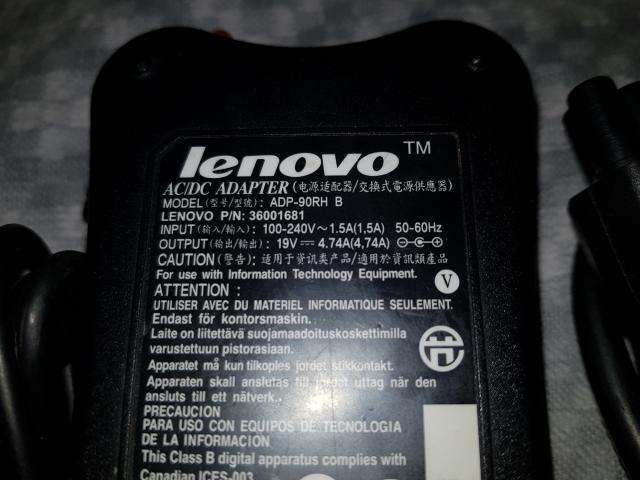 lenovo™
AC/DC ADAPTER (电源适配器/交換式電源供應器)
MODEL (型号/型號): ADP-90RH B
LENOVO P/N: 36001681
INPUT (输入/輸入): 100-240V~1.5A(1,5A) 50-60Hz
OUTPUT (输出/輸出): 19V⎓4.74A(4,74A)
CAUTION (警告): 适用于资讯类产品/適用於資訊類產品
For use with Information Technology Equipment.
V
ATTENTION :
UTILISER AVEC DU MATERIEL INFORMATIQUE SEULEMENT.
Endast för kontorsmaskin.
Laite on liitettävä suojamaadoituskoskettimilla
varustettuun pistorasiaan.
Apparatet må kun tilkoples jordet stikkontakt.
Apparaten skall anslutas till jordat uttag när den
ansluts till ett nätverk.
PRECAUCION
PARA USO CON EQUIPOS DE TECNOLOGIA
DE LA INFORMACION
This Class B digital apparatus complies with
Canadian ICES-003